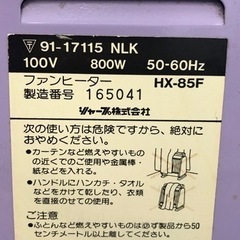 91-17115 NLK
100V 800W 50-60Hz
ファンヒーター HX-85F
製造番号 165041
シャープ株式会社
次の使い方は危険ですから、絶対に
おやめください。
●カーテンなど燃えやすいもの
の近くでのご使用や金属棒・
紙などを入れること。
●ハンドルにハンカチ・タオル
などをかけたり、衣類を
直接のせての使用。
ご注意
●ふとんなど燃えやすいものは必ず製品から50
センチメートル以上離してください。